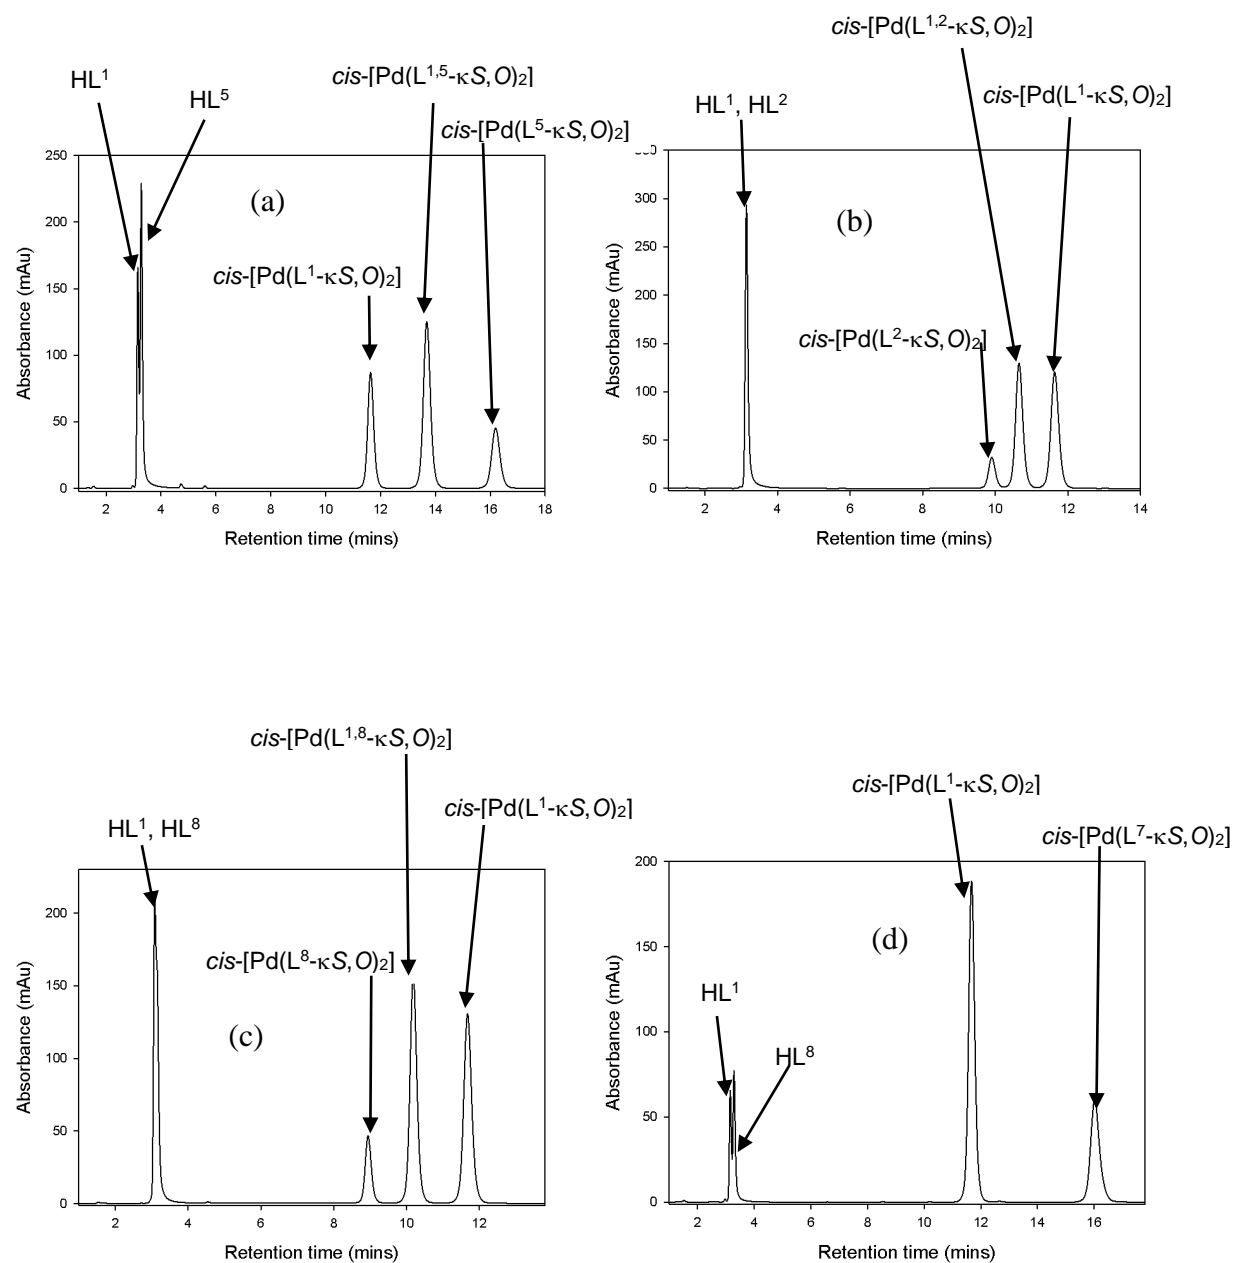 HL¹
HL⁵
cis-[Pd(L¹,⁵-κS,O)₂]
cis-[Pd(L⁵-κS,O)₂]
cis-[Pd(L¹-κS,O)₂]
(a)
250
200
150
100
50
0
2 4 6 8 10 12 14 16 18
Absorbance (mAu)
Retention time (mins)
cis-[Pd(L¹,²-κS,O)₂]
cis-[Pd(L¹-κS,O)₂]
HL¹, HL²
(b)
cis-[Pd(L²-κS,O)₂]
300
250
200
150
100
50
0
2 4 6 8 10 12 14
Absorbance (mAu)
Retention time (mins)
cis-[Pd(L¹,⁸-κS,O)₂]
cis-[Pd(L¹-κS,O)₂]
HL¹, HL⁸
cis-[Pd(L⁸-κS,O)₂]
(c)
200
150
100
50
0
2 4 6 8 10 12
Absorbance (mAu)
Retention time (mins)
cis-[Pd(L¹-κS,O)₂]
cis-[Pd(L⁷-κS,O)₂]
(d)
HL¹
HL⁸
200
150
100
50
0
2 4 6 8 10 12 14 16
Absorbance (mAu)
Retention time (mins)